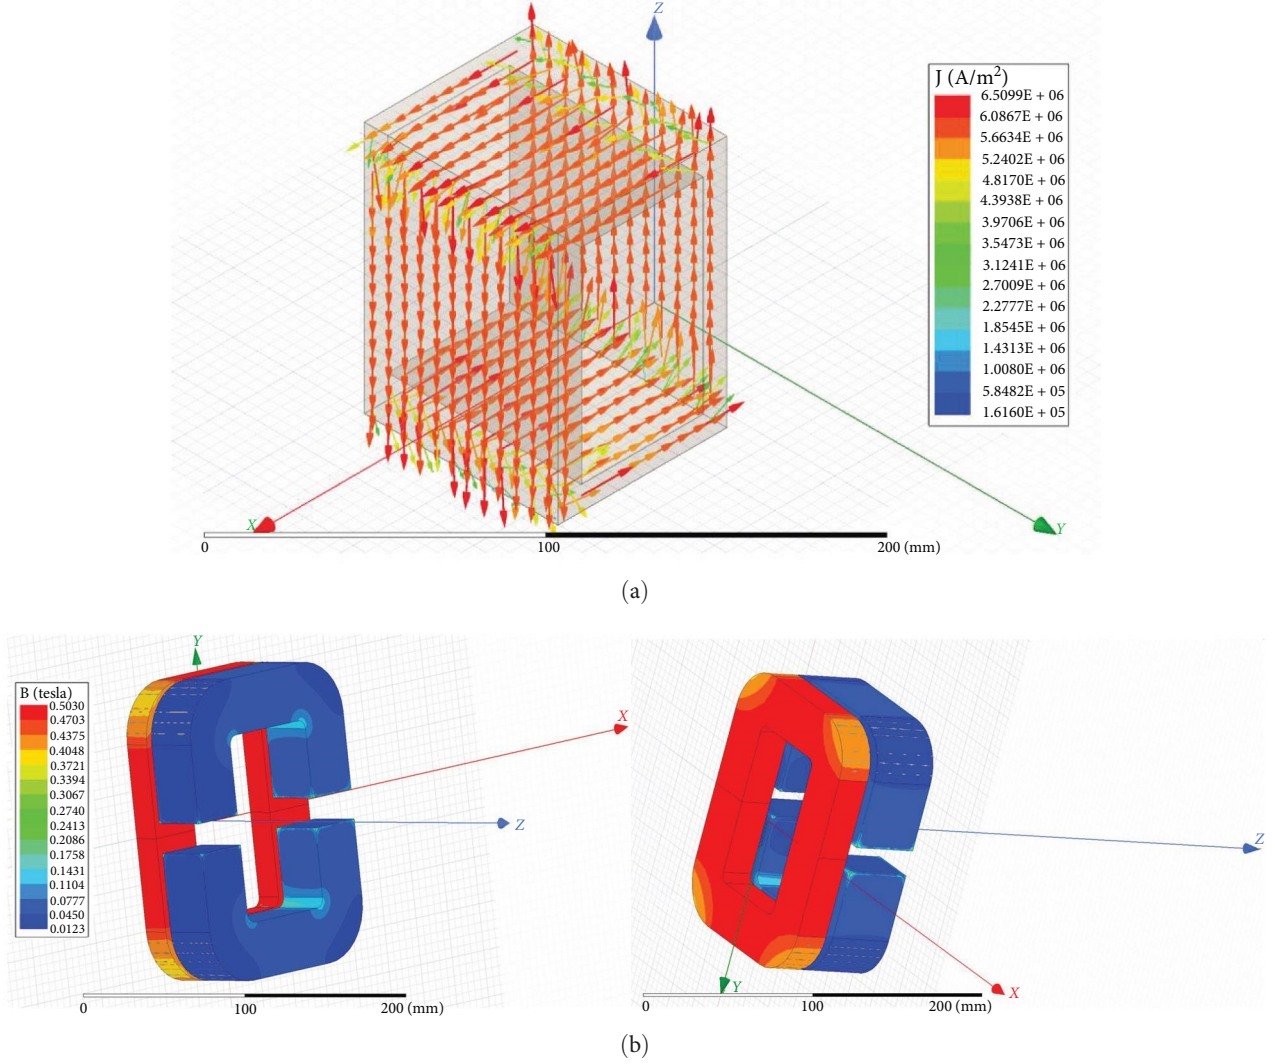 Z
J (A/m²)
6.5099E + 06
6.0867E + 06
5.6634E + 06
5.2402E + 06
4.8170E + 06
4.3938E + 06
3.9706E + 06
3.5473E + 06
3.1241E + 06
2.7009E + 06
2.2777E + 06
1.8545E + 06
1.4313E + 06
1.0080E + 06
5.8482E + 05
1.6160E + 05
X
Y
0 100 200 (mm)
(a)
Y
B (tesla)
0.5030
0.4703
0.4375
0.4048
0.3721
0.3394
0.3067
0.2740
0.2413
0.2086
0.1758
0.1431
0.1104
0.0777
0.0450
0.0123
X
Z
0 100 200 (mm)
Z
Y
X
0 100 200 (mm)
(b)